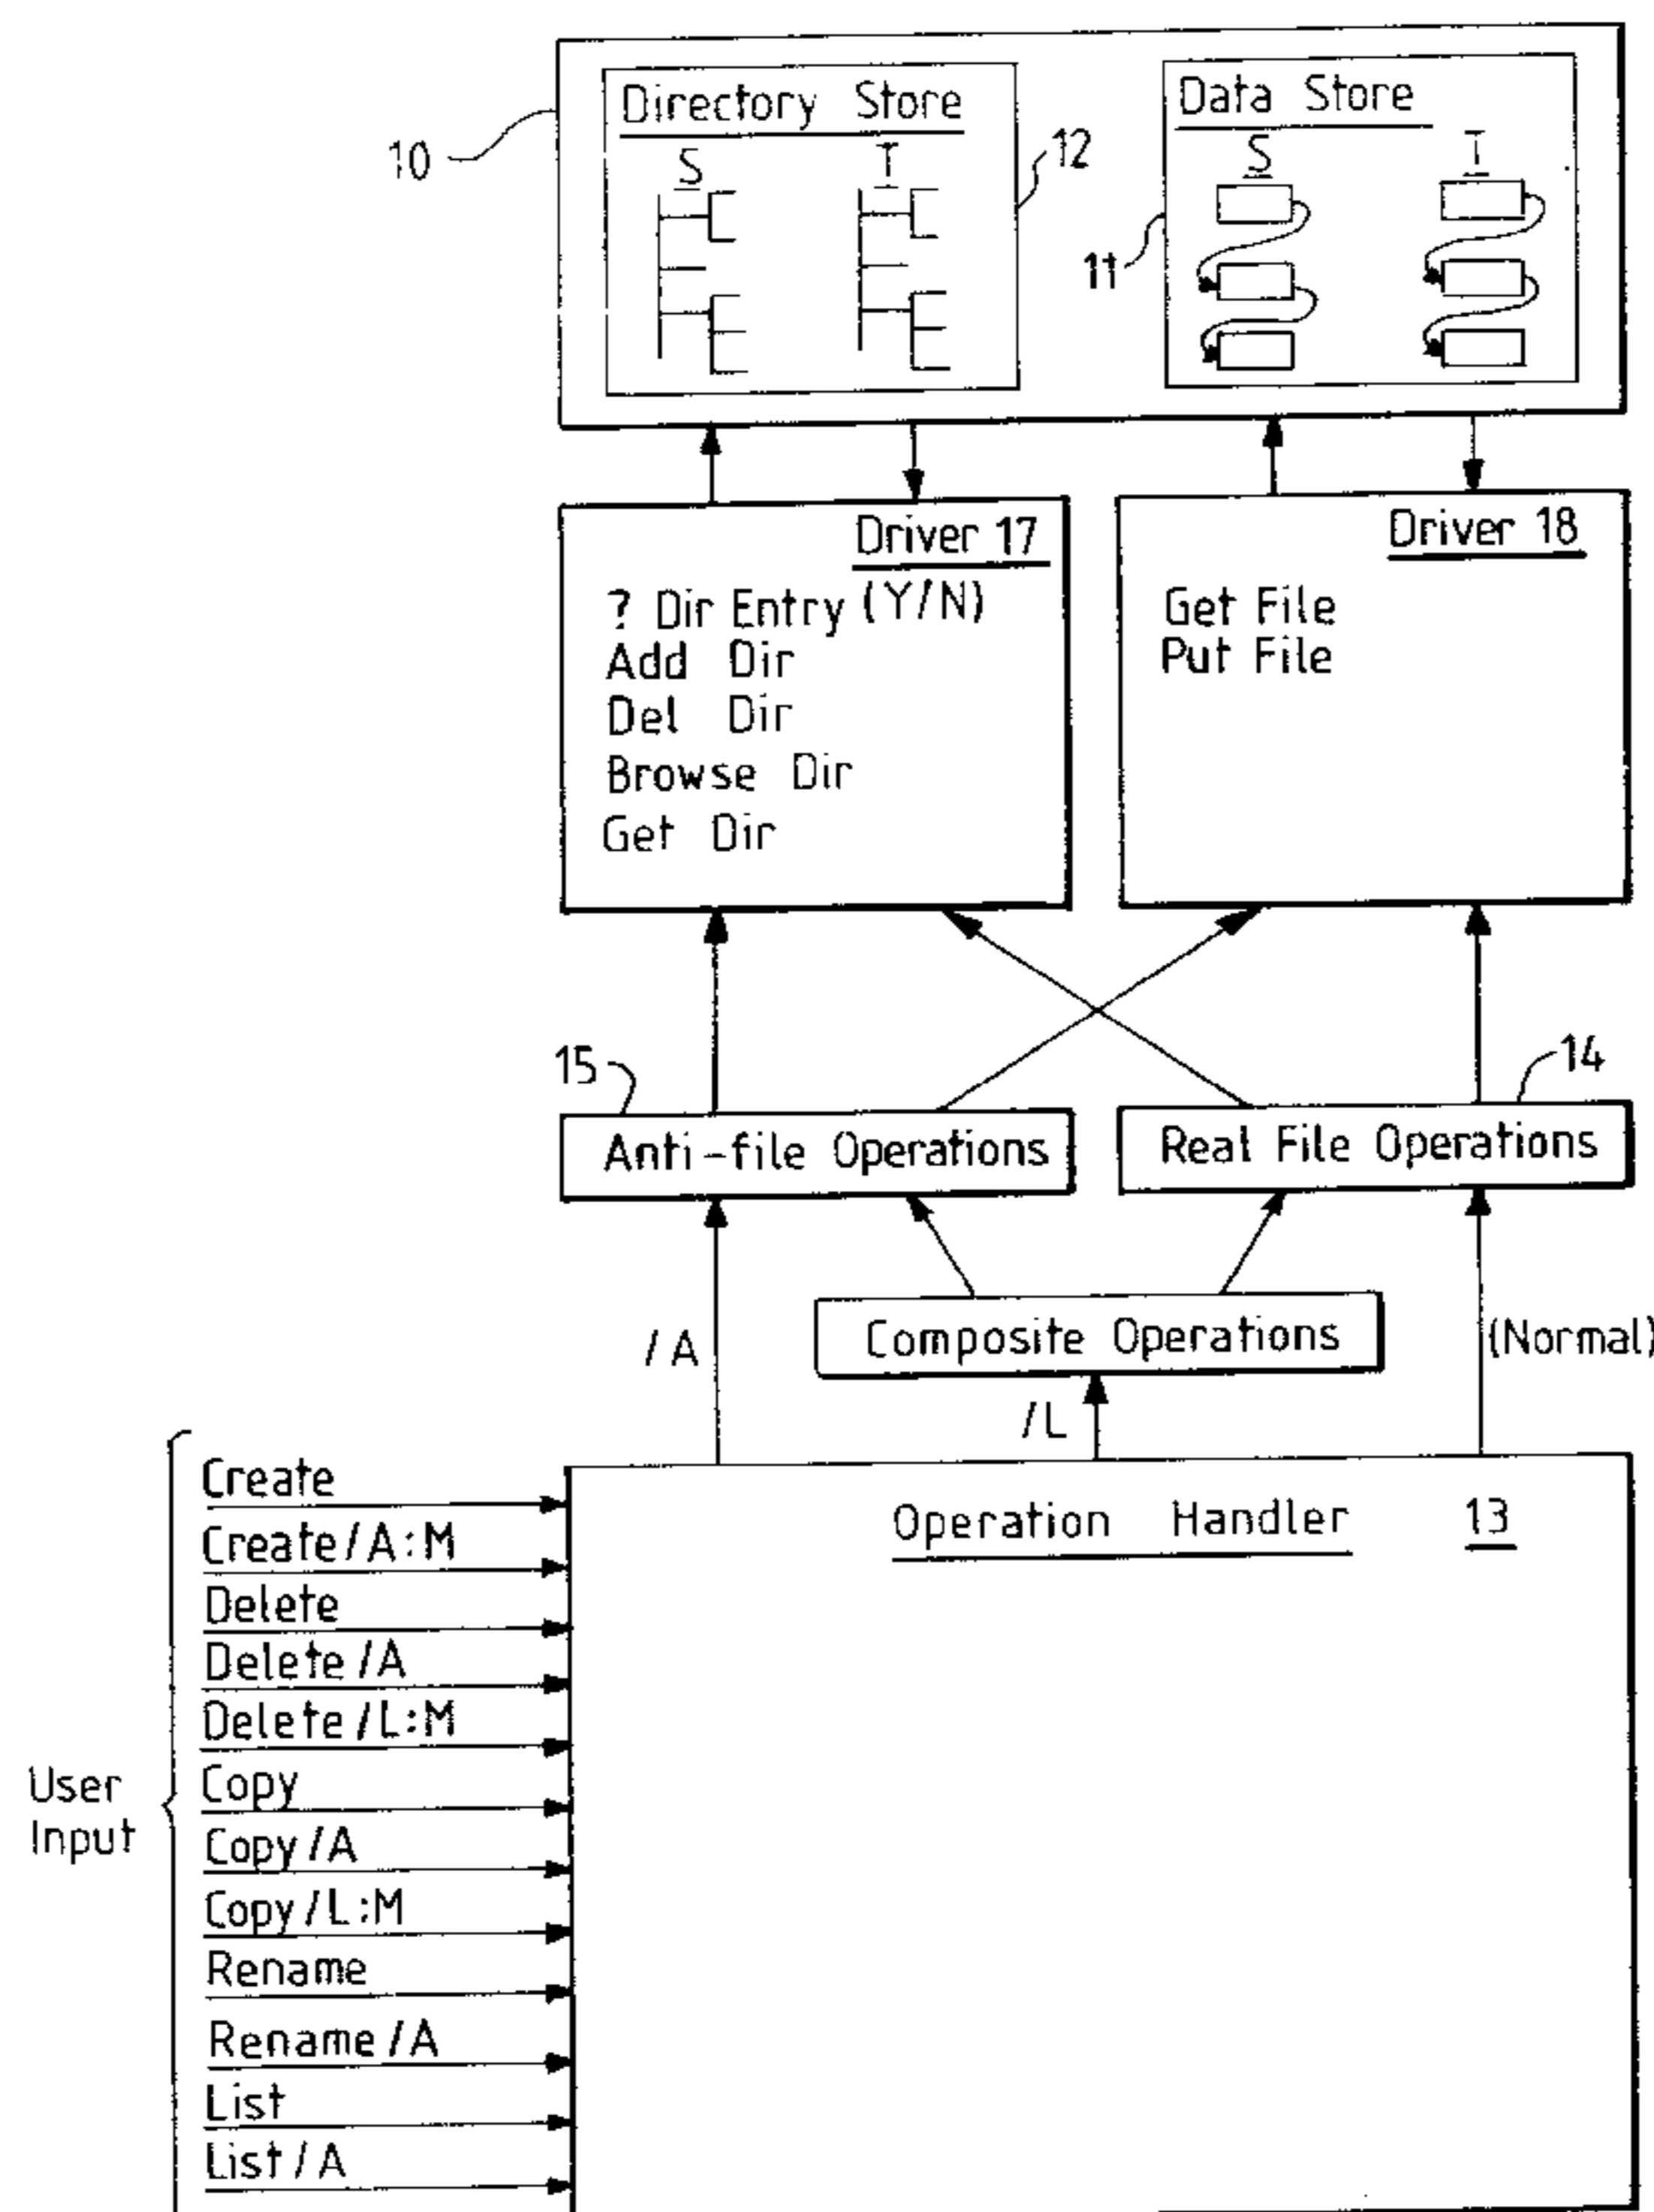 Directory Store
Data Store
S
T
S
T
10
12
11
Driver 17
? Dir Entry (Y/N)
Add Dir
Del Dir
Browse Dir
Get Dir
Driver 18
Get File
Put File
15
14
Anti-file Operations
Real File Operations
Composite Operations
/A
(Normal)
/L
Operation Handler 13
Create
Create/A:M
Delete
Delete/A
Delete/L:M
User
Input
Copy
Copy/A
Copy/L:M
Rename
Rename/A
List
List/A